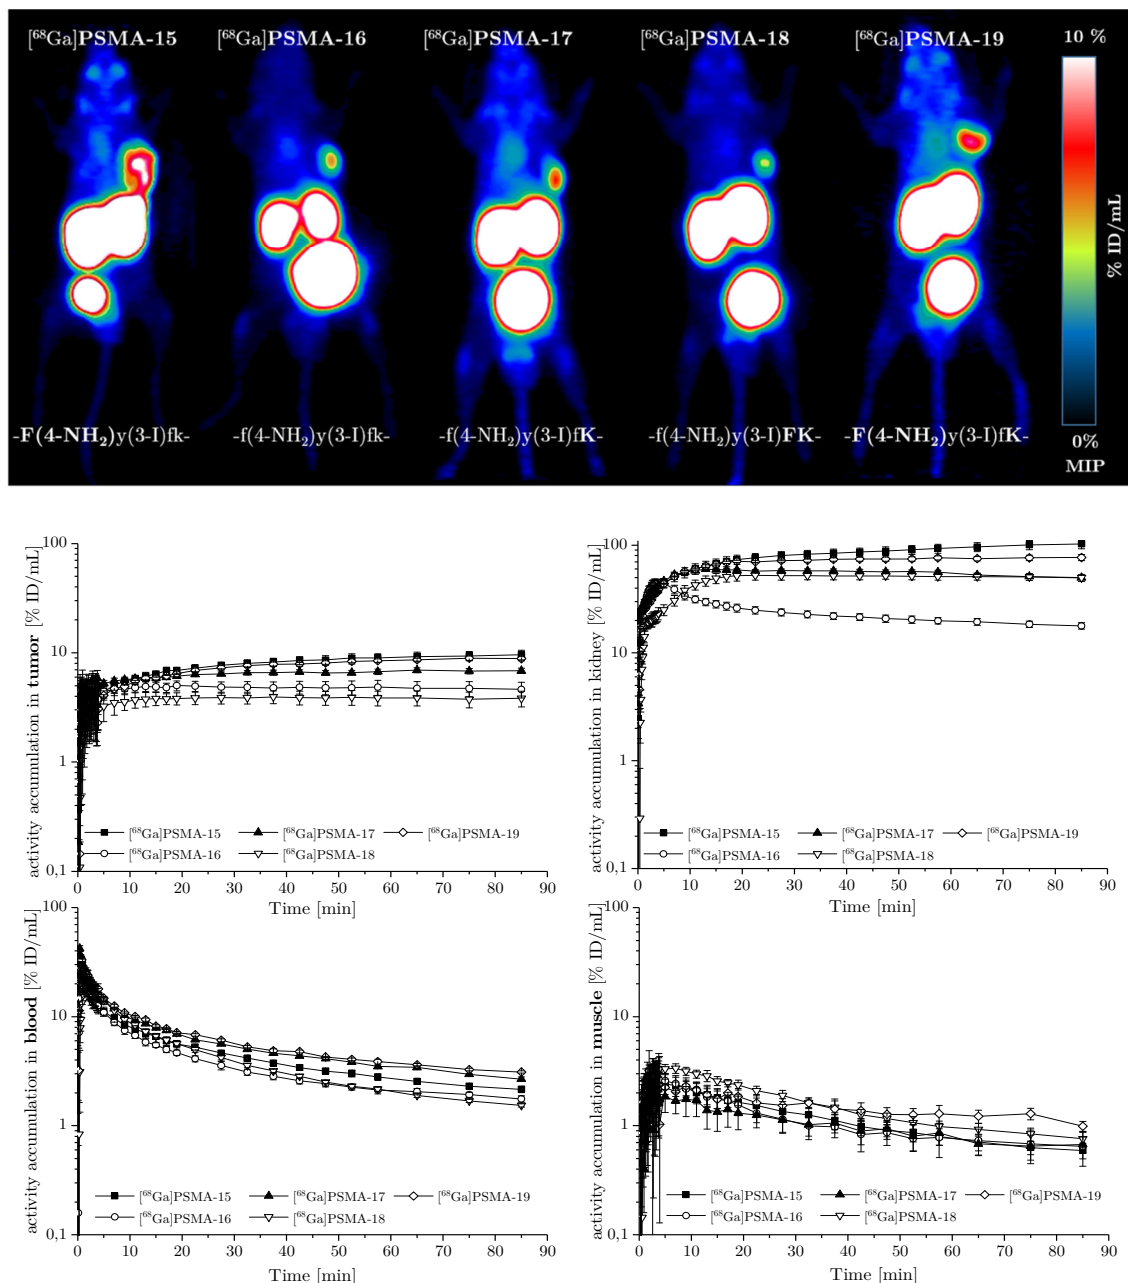 [⁶⁸Ga]PSMA-15 [⁶⁸Ga]PSMA-16 [⁶⁸Ga]PSMA-17 [⁶⁸Ga]PSMA-18 [⁶⁸Ga]PSMA-19 10 %
% ID/mL
-F(4-NH₂)y(3-I)fk- -f(4-NH₂)y(3-I)fk- -f(4-NH₂)y(3-I)fK- -f(4-NH₂)y(3-I)FK- -F(4-NH₂)y(3-I)fK- 0%
MIP
activity accumulation in tumor [% ID/mL]
100
10
1
0,1
[⁶⁸Ga]PSMA-15 [⁶⁸Ga]PSMA-17 [⁶⁸Ga]PSMA-19
[⁶⁸Ga]PSMA-16 [⁶⁸Ga]PSMA-18
0 10 20 30 40 50 60 70 80 90
Time [min]
activity accumulation in kidney [% ID/mL]
100
10
1
0,1
[⁶⁸Ga]PSMA-15 [⁶⁸Ga]PSMA-17 [⁶⁸Ga]PSMA-19
[⁶⁸Ga]PSMA-16 [⁶⁸Ga]PSMA-18
0 10 20 30 40 50 60 70 80 90
Time [min]
activity accumulation in blood [% ID/mL]
100
10
1
0,1
[⁶⁸Ga]PSMA-15 [⁶⁸Ga]PSMA-17 [⁶⁸Ga]PSMA-19
[⁶⁸Ga]PSMA-16 [⁶⁸Ga]PSMA-18
0 10 20 30 40 50 60 70 80 90
Time [min]
activity accumulation in muscle [% ID/mL]
100
10
1
0,1
[⁶⁸Ga]PSMA-15 [⁶⁸Ga]PSMA-17 [⁶⁸Ga]PSMA-19
[⁶⁸Ga]PSMA-16 [⁶⁸Ga]PSMA-18
0 10 20 30 40 50 60 70 80 90
Time [min]